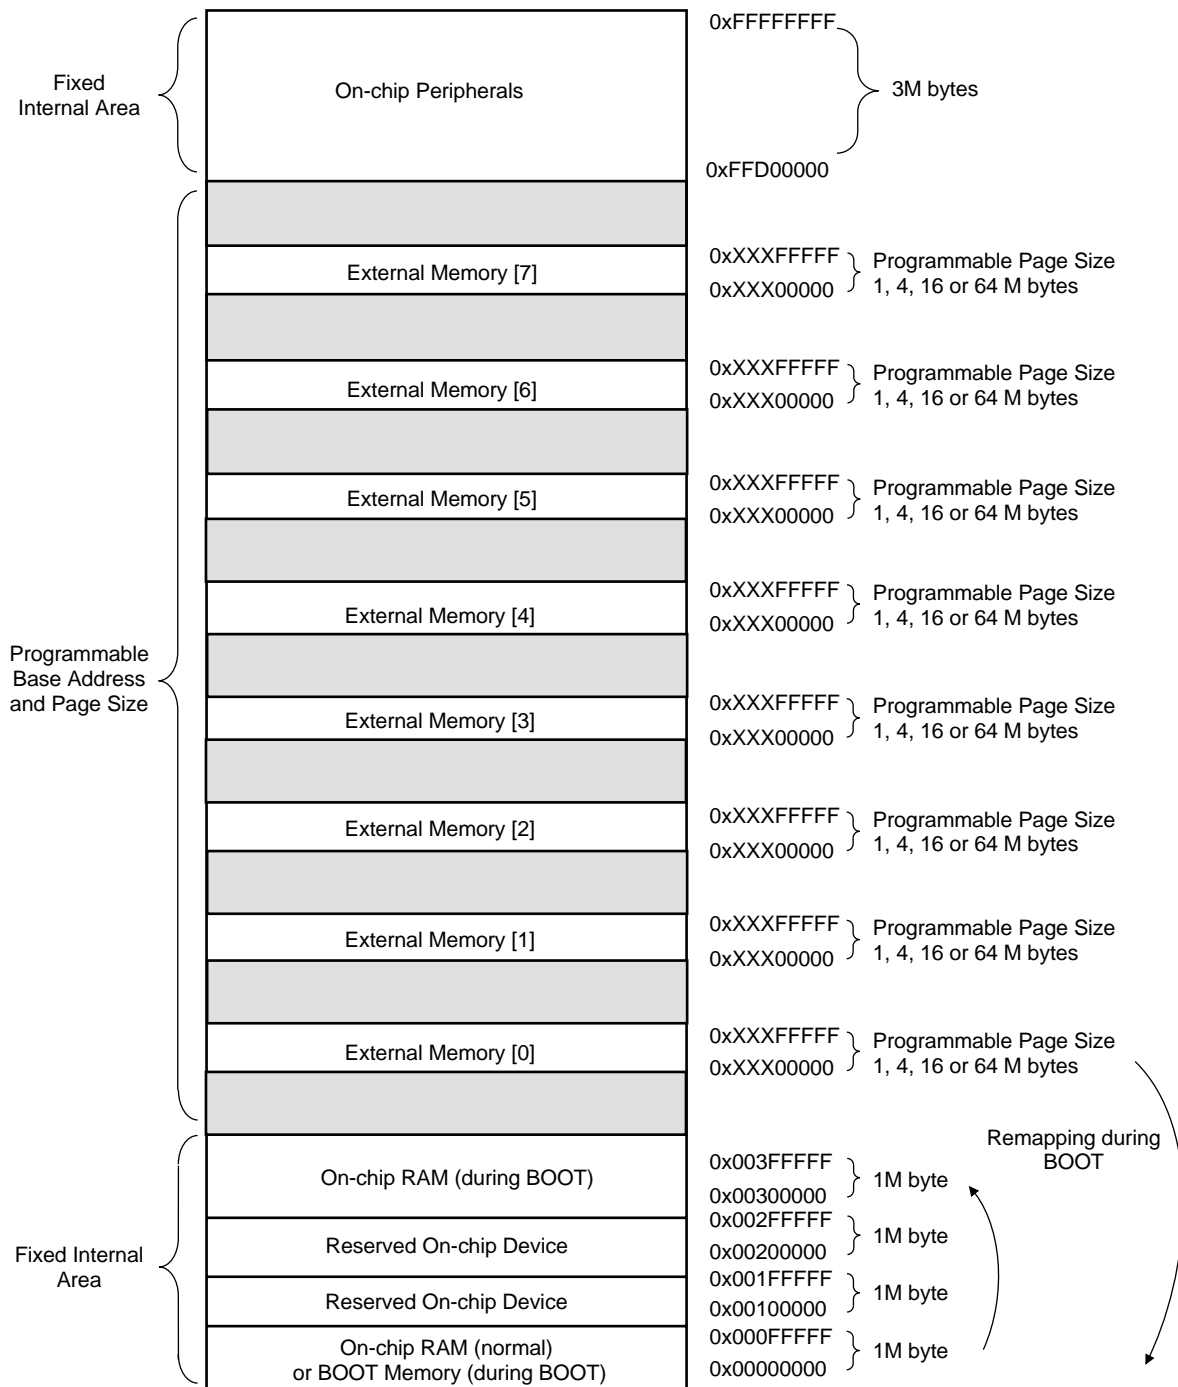 0xFFFFFFFF
Fixed
Internal Area
On-chip Peripherals
3M bytes
0xFFD00000
0xXXXFFFFF
Programmable Page Size
External Memory [7]
0xXXX00000
1, 4, 16 or 64 M bytes
0xXXXFFFFF
Programmable Page Size
External Memory [6]
0xXXX00000
1, 4, 16 or 64 M bytes
0xXXXFFFFF
Programmable Page Size
External Memory [5]
0xXXX00000
1, 4, 16 or 64 M bytes
0xXXXFFFFF
Programmable Page Size
External Memory [4]
0xXXX00000
1, 4, 16 or 64 M bytes
Programmable
Base Address
and Page Size
0xXXXFFFFF
Programmable Page Size
External Memory [3]
0xXXX00000
1, 4, 16 or 64 M bytes
0xXXXFFFFF
Programmable Page Size
External Memory [2]
0xXXX00000
1, 4, 16 or 64 M bytes
0xXXXFFFFF
Programmable Page Size
External Memory [1]
0xXXX00000
1, 4, 16 or 64 M bytes
0xXXXFFFFF
Programmable Page Size
External Memory [0]
0xXXX00000
1, 4, 16 or 64 M bytes
Remapping during
BOOT
0x003FFFFF
On-chip RAM (during BOOT)
1M byte
0x00300000
0x002FFFFF
Reserved On-chip Device
1M byte
0x00200000
Fixed Internal
Area
0x001FFFFF
Reserved On-chip Device
1M byte
0x00100000
0x000FFFFF
On-chip RAM (normal)
or BOOT Memory (during BOOT)
1M byte
0x00000000